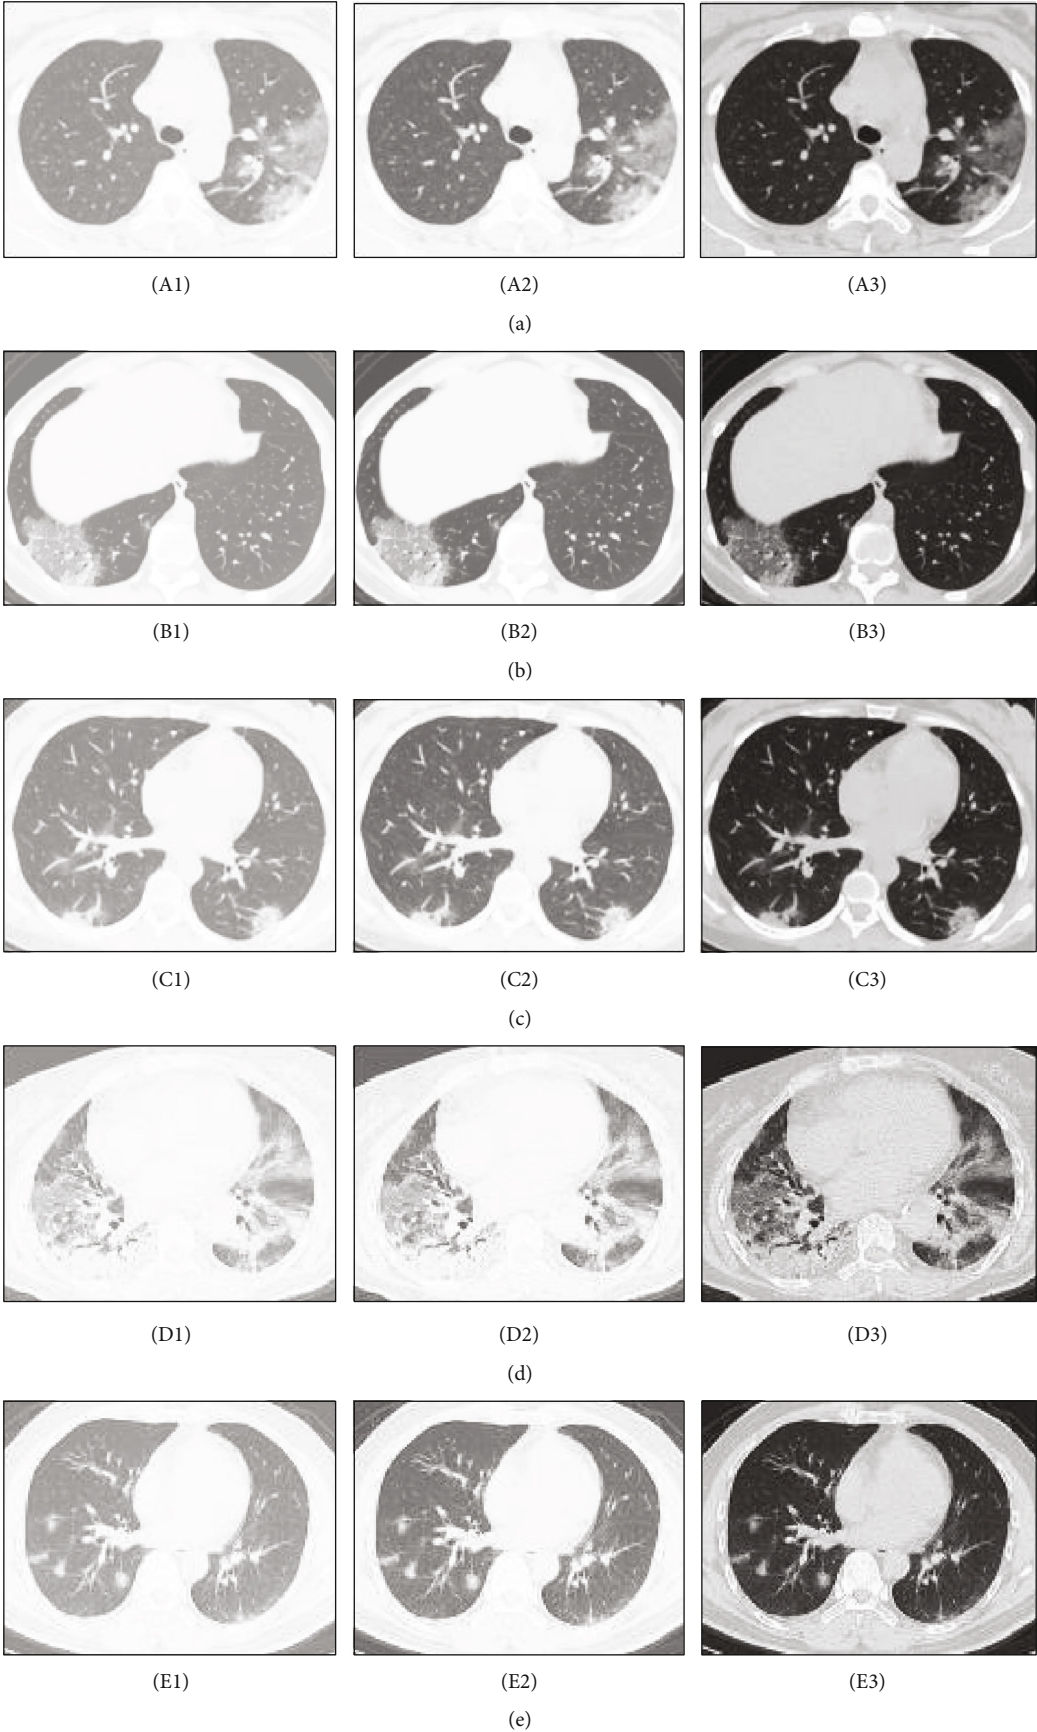 (A1) (A2) (A3)
(a)
(B1) (B2) (B3)
(b)
(C1) (C2) (C3)
(c)
(D1) (D2) (D3)
(d)
(E1) (E2) (E3)
(e)